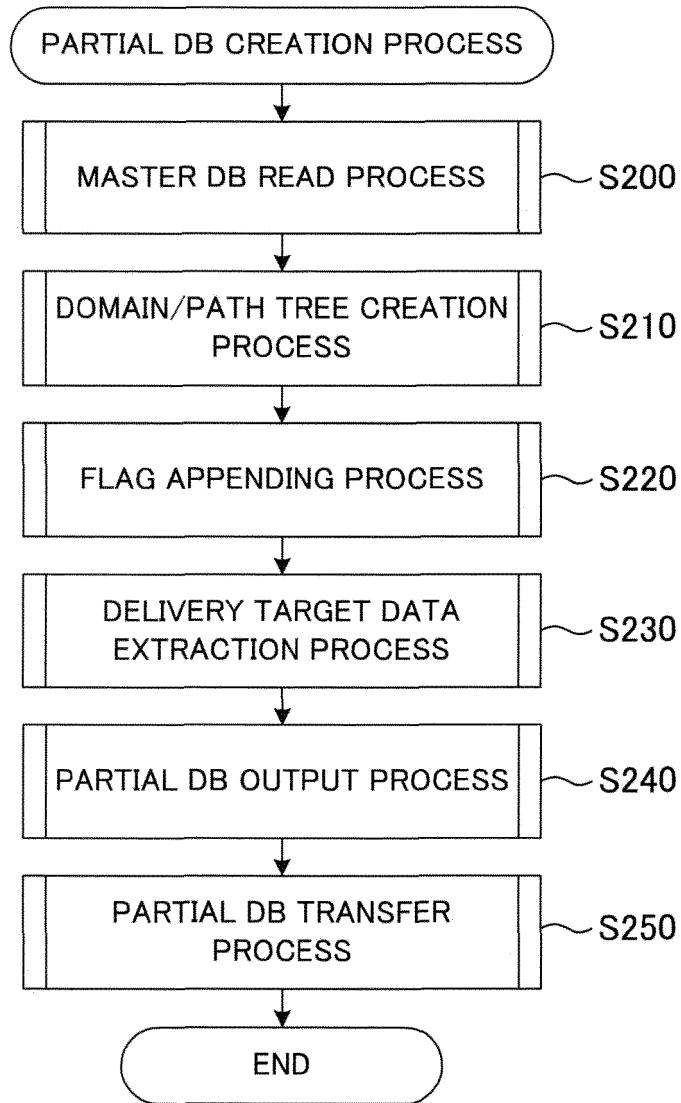 PARTIAL DB CREATION PROCESS
MASTER DB READ PROCESS
S200
DOMAIN/PATH TREE CREATION
PROCESS
S210
FLAG APPENDING PROCESS
S220
DELIVERY TARGET DATA
EXTRACTION PROCESS
S230
PARTIAL DB OUTPUT PROCESS
S240
PARTIAL DB TRANSFER
PROCESS
S250
END